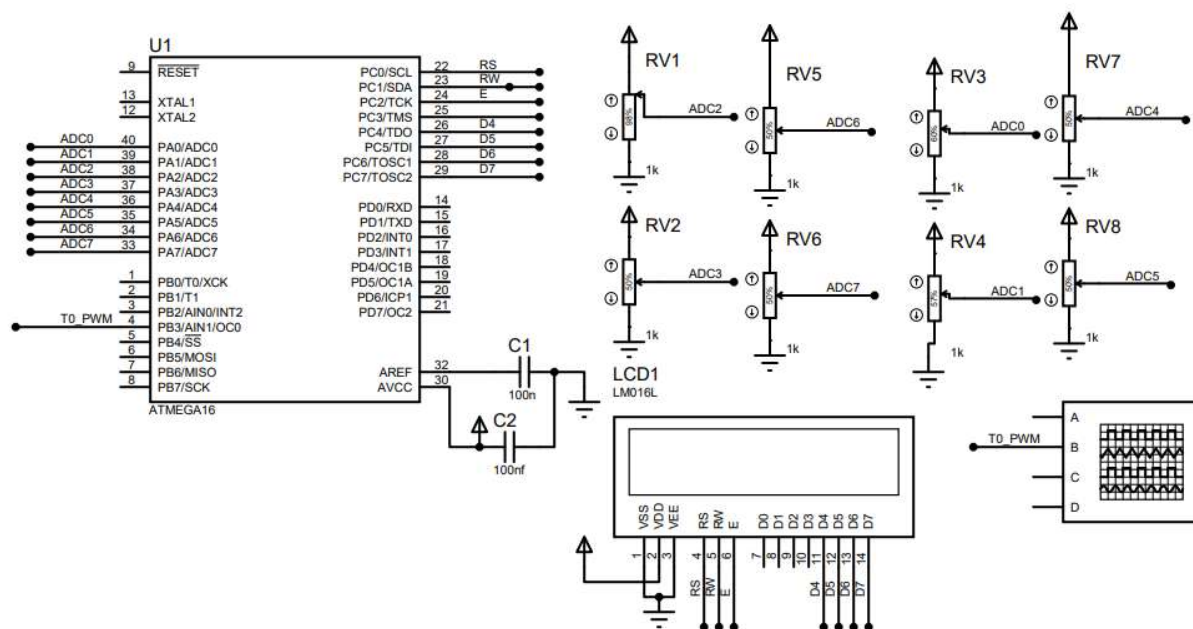 U1
9 RESET
13 XTAL1
12 XTAL2
ADC0 40 PA0/ADC0
ADC1 39 PA1/ADC1
ADC2 38 PA2/ADC2
ADC3 37 PA3/ADC3
ADC4 36 PA4/ADC4
ADC5 35 PA5/ADC5
ADC6 34 PA6/ADC6
ADC7 33 PA7/ADC7
1 PB0/T0/XCK
2 PB1/T1
3 PB2/AIN0/INT2
T0_PWM 4 PB3/AIN1/OC0
5 PB4/SS
6 PB5/MOSI
7 PB6/MISO
8 PB7/SCK
PC0/SCL 22 RS
PC1/SDA 23 RW
PC2/TCK 24 E
PC3/TMS 25
PC4/TDO 26 D4
PC5/TDI 27 D5
PC6/TOSC1 28 D6
PC7/TOSC2 29 D7
PD0/RXD 14
PD1/TXD 15
PD2/INT0 16
PD3/INT1 17
PD4/OC1B 18
PD5/OC1A 19
PD6/ICP1 20
PD7/OC2 21
AREF 32
AVCC 30
ATMEGA16
C1
100n
C2
100nf
RV1
98%
ADC2
1k
RV5
50%
ADC6
1k
RV3
60%
ADC0
1k
RV7
50%
ADC4
1k
RV2
50%
ADC3
1k
RV6
50%
ADC7
1k
RV4
57%
ADC1
1k
RV8
50%
ADC5
1k
LCD1
LM016L
VSS VDD VEE RS RW E D0 D1 D2 D3 D4 D5 D6 D7
1 2 3 4 5 6 7 8 9 10 11 12 13 14
RS RW E D4 D5 D6 D7
T0_PWM
A
B
C
D